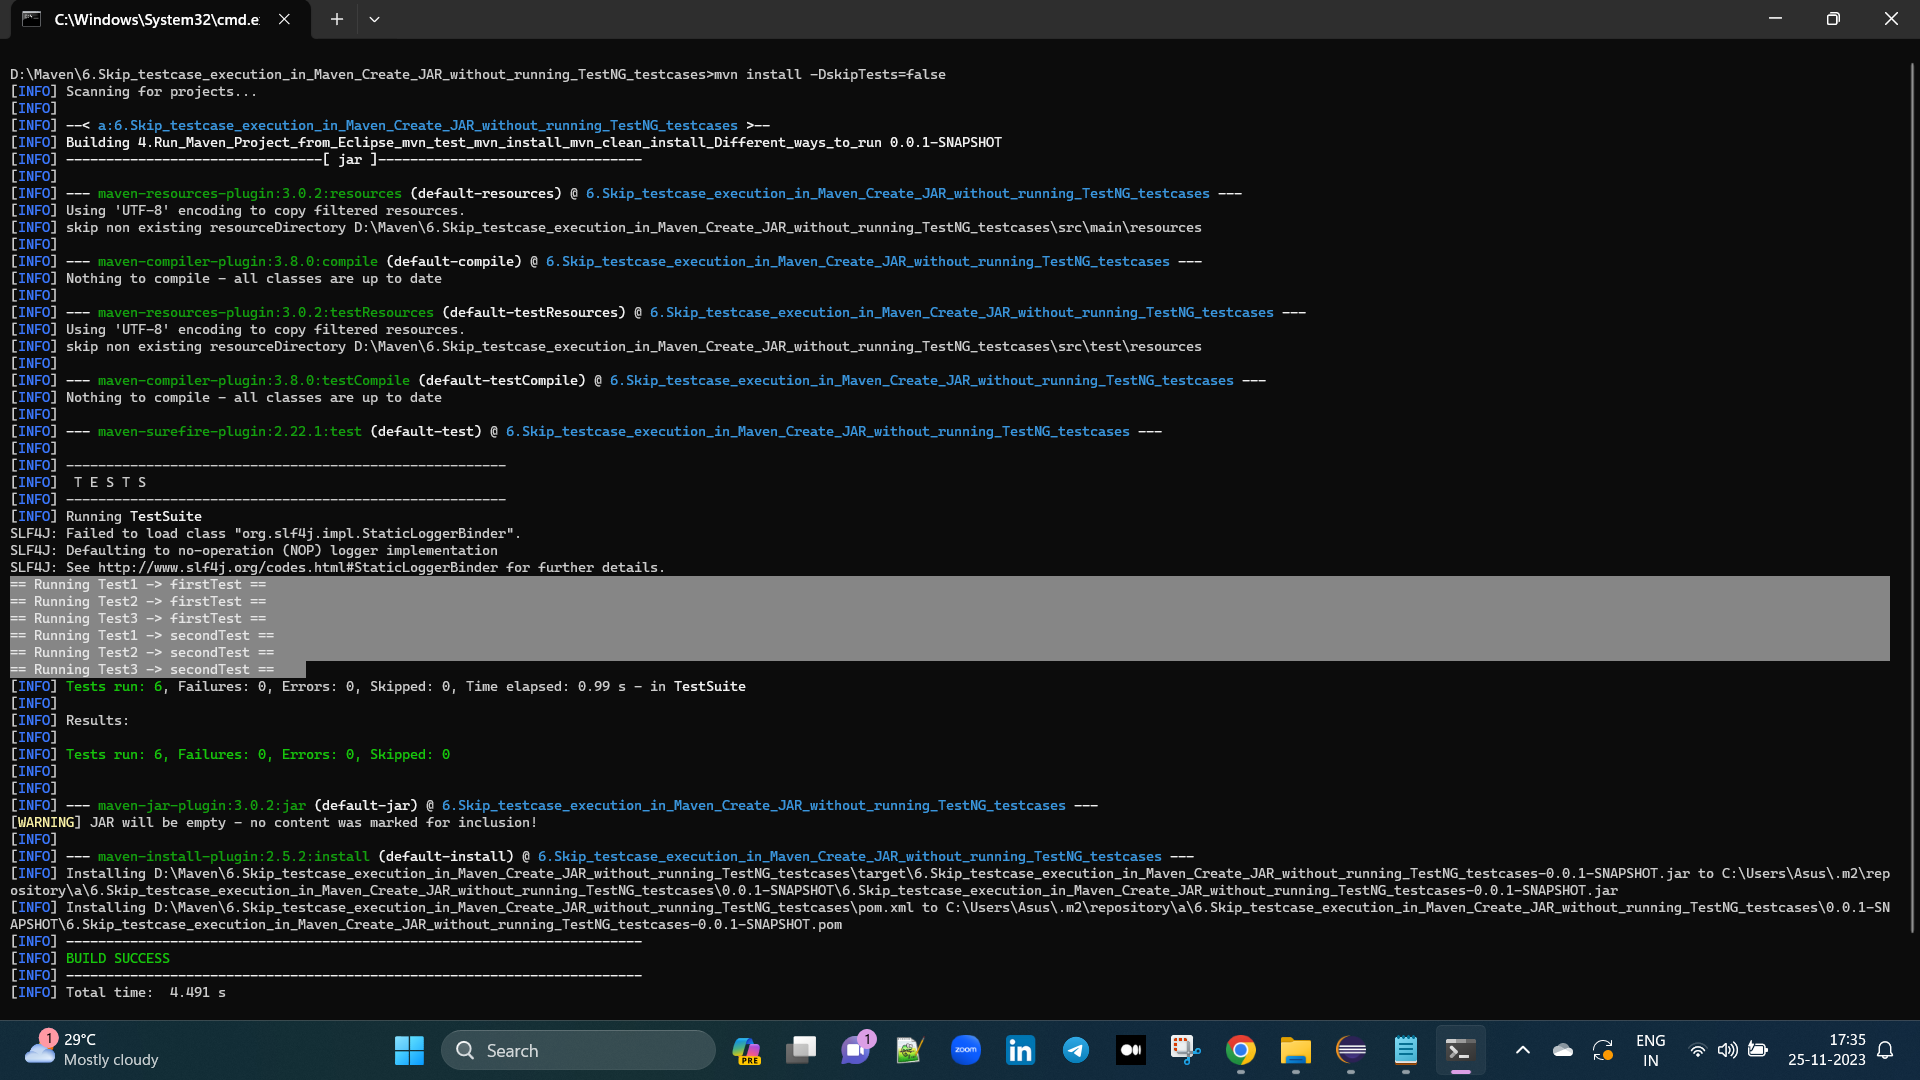 C:\Windows\System32\cmd.e
D:\Maven\6.Skip_testcase_execution_in_Maven_Create_JAR_without_running_TestNG_testcases>mvn install -DskipTests=false
[INFO] Scanning for projects...
[INFO]
[INFO] --< a:6.Skip_testcase_execution_in_Maven_Create_JAR_without_running_TestNG_testcases >--
[INFO] Building 4.Run_Maven_Project_from_Eclipse_mvn_test_mvn_install_mvn_clean_install_Different_ways_to_run 0.0.1-SNAPSHOT
[INFO] --------------------------------[ jar ]---------------------------------
[INFO]
[INFO] --- maven-resources-plugin:3.0.2:resources (default-resources) @ 6.Skip_testcase_execution_in_Maven_Create_JAR_without_running_TestNG_testcases ---
[INFO] Using 'UTF-8' encoding to copy filtered resources.
[INFO] skip non existing resourceDirectory D:\Maven\6.Skip_testcase_execution_in_Maven_Create_JAR_without_running_TestNG_testcases\src\main\resources
[INFO]
[INFO] --- maven-compiler-plugin:3.8.0:compile (default-compile) @ 6.Skip_testcase_execution_in_Maven_Create_JAR_without_running_TestNG_testcases ---
[INFO] Nothing to compile - all classes are up to date
[INFO]
[INFO] --- maven-resources-plugin:3.0.2:testResources (default-testResources) @ 6.Skip_testcase_execution_in_Maven_Create_JAR_without_running_TestNG_testcases ---
[INFO] Using 'UTF-8' encoding to copy filtered resources.
[INFO] skip non existing resourceDirectory D:\Maven\6.Skip_testcase_execution_in_Maven_Create_JAR_without_running_TestNG_testcases\src\test\resources
[INFO]
[INFO] --- maven-compiler-plugin:3.8.0:testCompile (default-testCompile) @ 6.Skip_testcase_execution_in_Maven_Create_JAR_without_running_TestNG_testcases ---
[INFO] Nothing to compile - all classes are up to date
[INFO]
[INFO] --- maven-surefire-plugin:2.22.1:test (default-test) @ 6.Skip_testcase_execution_in_Maven_Create_JAR_without_running_TestNG_testcases ---
[INFO]
[INFO] -------------------------------------------------------
[INFO]  T E S T S
[INFO] -------------------------------------------------------
[INFO] Running TestSuite
SLF4J: Failed to load class "org.slf4j.impl.StaticLoggerBinder".
SLF4J: Defaulting to no-operation (NOP) logger implementation
SLF4J: See http://www.slf4j.org/codes.html#StaticLoggerBinder for further details.
== Running Test1 -> firstTest ==
== Running Test2 -> firstTest ==
== Running Test3 -> firstTest ==
== Running Test1 -> secondTest ==
== Running Test2 -> secondTest ==
== Running Test3 -> secondTest ==
[INFO] Tests run: 6, Failures: 0, Errors: 0, Skipped: 0, Time elapsed: 0.99 s - in TestSuite
[INFO]
[INFO] Results:
[INFO]
[INFO] Tests run: 6, Failures: 0, Errors: 0, Skipped: 0
[INFO]
[INFO]
[INFO] --- maven-jar-plugin:3.0.2:jar (default-jar) @ 6.Skip_testcase_execution_in_Maven_Create_JAR_without_running_TestNG_testcases ---
[WARNING] JAR will be empty - no content was marked for inclusion!
[INFO]
[INFO] --- maven-install-plugin:2.5.2:install (default-install) @ 6.Skip_testcase_execution_in_Maven_Create_JAR_without_running_TestNG_testcases ---
[INFO] Installing D:\Maven\6.Skip_testcase_execution_in_Maven_Create_JAR_without_running_TestNG_testcases\target\6.Skip_testcase_execution_in_Maven_Create_JAR_without_running_TestNG_testcases-0.0.1-SNAPSHOT.jar to C:\Users\Asus\.m2\rep
ository\a\6.Skip_testcase_execution_in_Maven_Create_JAR_without_running_TestNG_testcases\0.0.1-SNAPSHOT\6.Skip_testcase_execution_in_Maven_Create_JAR_without_running_TestNG_testcases-0.0.1-SNAPSHOT.jar
[INFO] Installing D:\Maven\6.Skip_testcase_execution_in_Maven_Create_JAR_without_running_TestNG_testcases\pom.xml to C:\Users\Asus\.m2\repository\a\6.Skip_testcase_execution_in_Maven_Create_JAR_without_running_TestNG_testcases\0.0.1-SN
APSHOT\6.Skip_testcase_execution_in_Maven_Create_JAR_without_running_TestNG_testcases-0.0.1-SNAPSHOT.pom
[INFO] ------------------------------------------------------------------------
[INFO] BUILD SUCCESS
[INFO] ------------------------------------------------------------------------
[INFO] Total time:  4.491 s
1
29°C
Mostly cloudy
Search
PRE
1
zoom
in
ENG
IN
17:35
25-11-2023